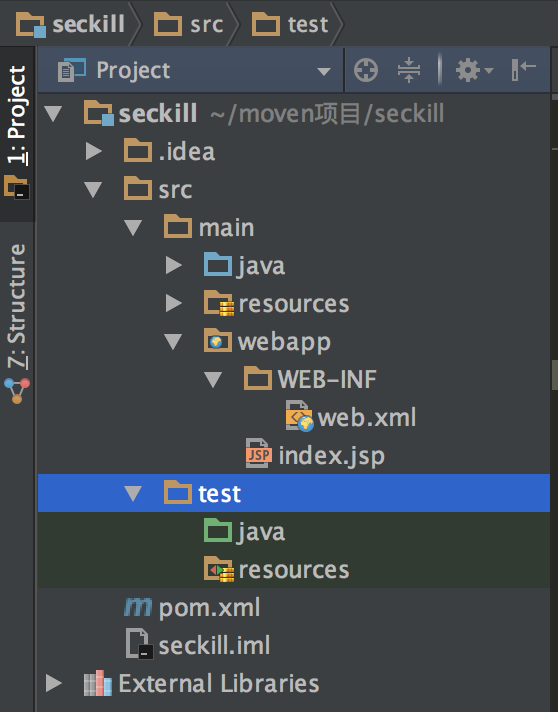 seckill src test
1: Project
Project
seckill ~/moven项目/seckill
.idea
src
main
java
resources
webapp
WEB-INF
web.xml
JSP index.jsp
test
java
resources
m pom.xml
seckill.iml
External Libraries
7: Structure